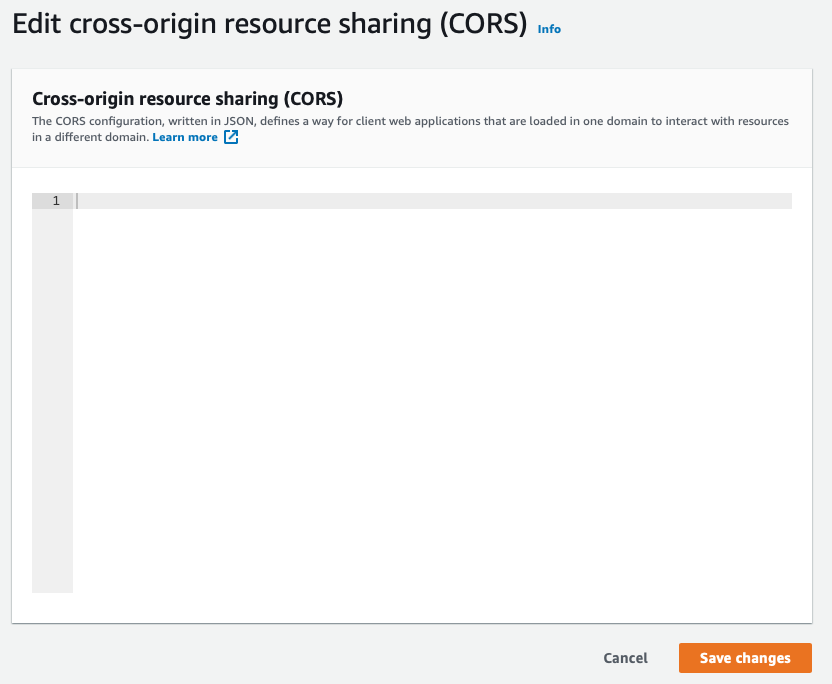 Edit cross-origin resource sharing (CORS) Info
Cross-origin resource sharing (CORS)
The CORS configuration, written in JSON, defines a way for client web applications that are loaded in one domain to interact with resources
in a different domain. Learn more
1
Cancel Save changes